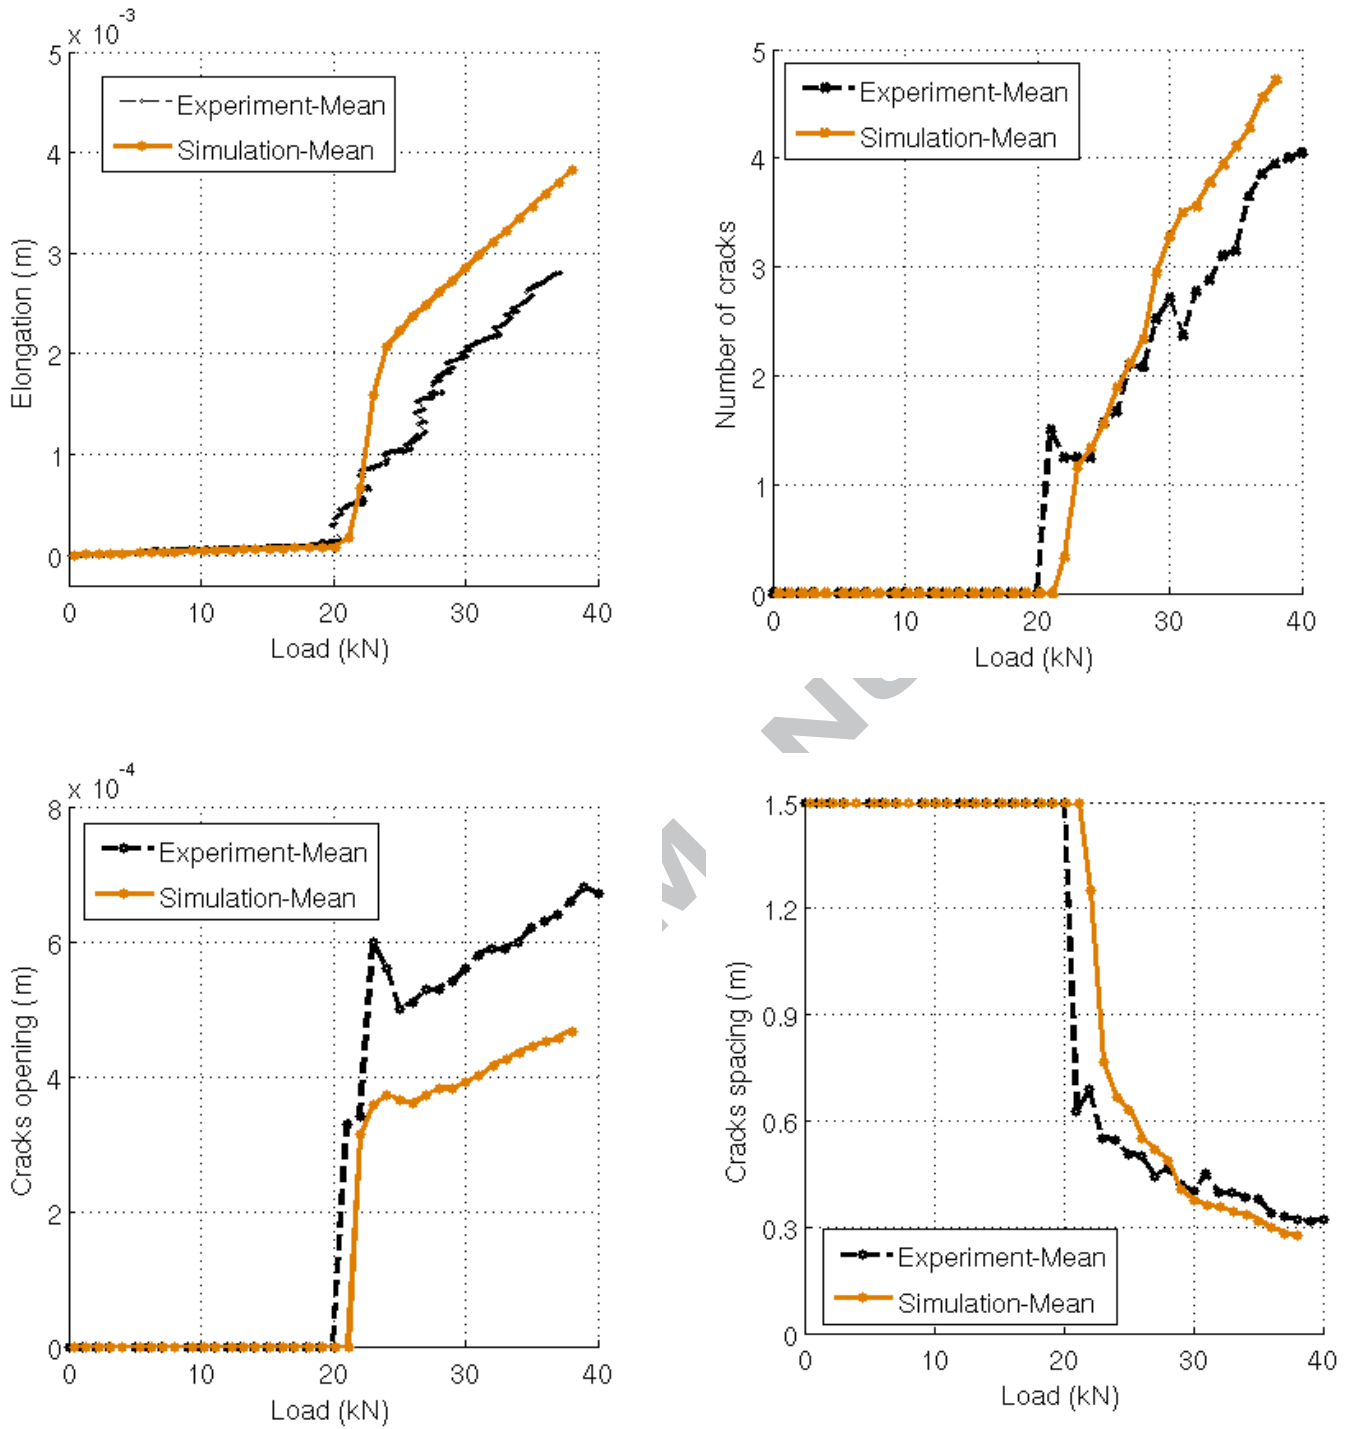 x 10-3
5
4
3
2
1
0
Elongation (m)
Experiment-Mean
Simulation-Mean
0 10 20 30 40
Load (kN)
5
4
3
2
1
0
Number of cracks
Experiment-Mean
Simulation-Mean
0 10 20 30 40
Load (kN)
x 10-4
8
6
4
2
0
Cracks opening (m)
Experiment-Mean
Simulation-Mean
0 10 20 30 40
Load (kN)
1.5
1.2
0.9
0.6
0.3
0
Cracks spacing (m)
Experiment-Mean
Simulation-Mean
0 10 20 30 40
Load (kN)